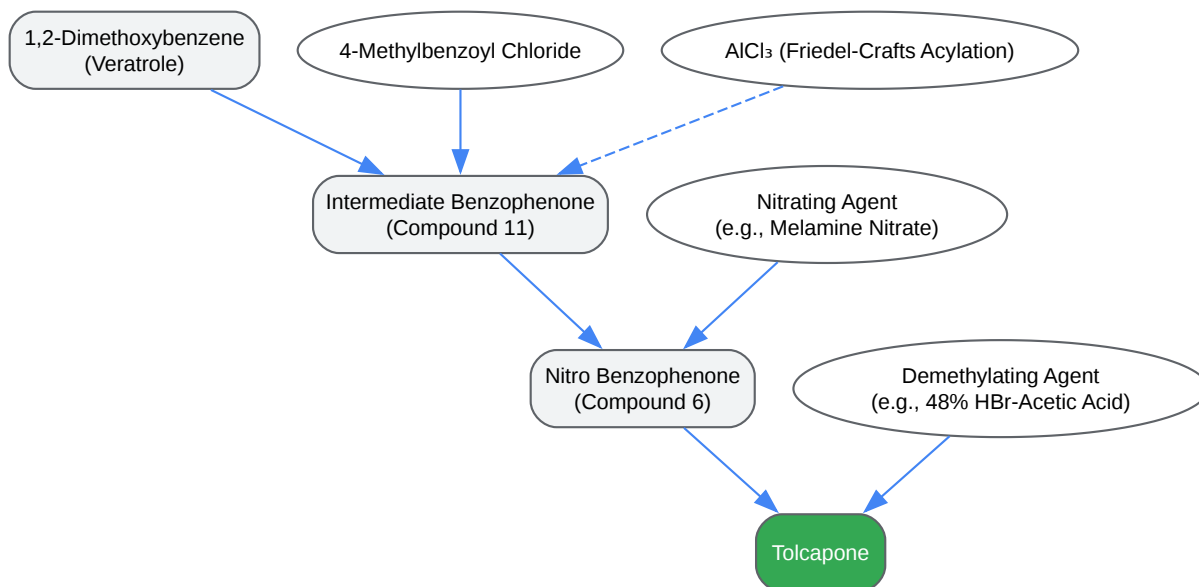 1,2-Dimethoxybenzene
(Veratrole)
4-Methylbenzoyl Chloride
AlCl₃ (Friedel-Crafts Acylation)
Intermediate Benzophenone
(Compound 11)
Nitrating Agent
(e.g., Melamine Nitrate)
Nitro Benzophenone
(Compound 6)
Demethylating Agent
(e.g., 48% HBr-Acetic Acid)
Tolcapone